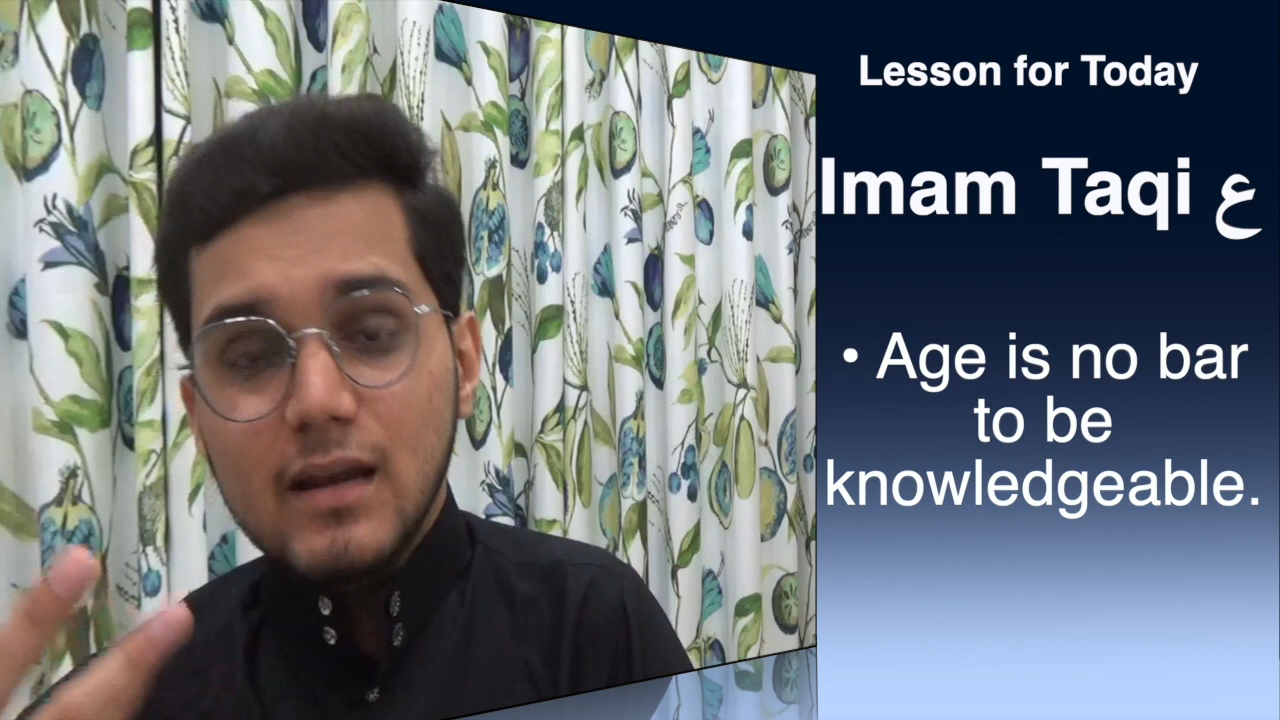 Lesson for Today
Imam Taqi ع
• Age is no bar
to be
knowledgeable.